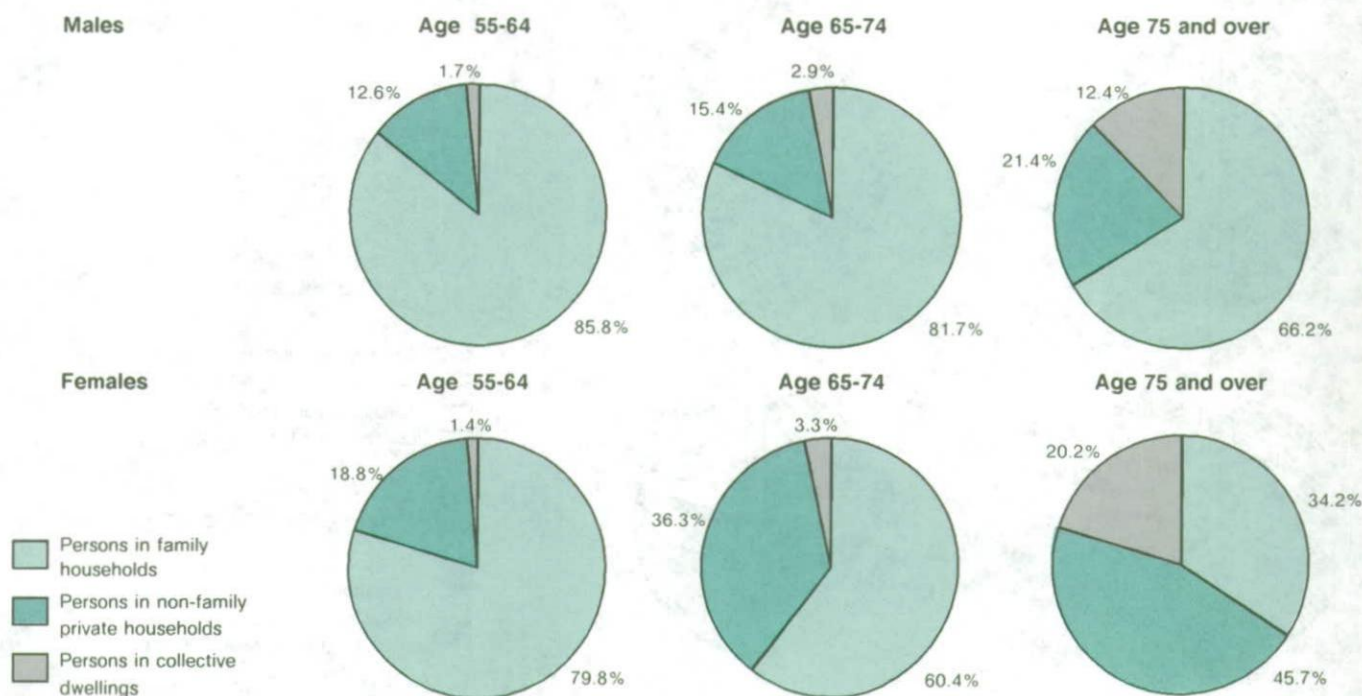 Males
Age 55-64
Age 65-74
Age 75 and over
1.7%
12.6%
85.8%
2.9%
15.4%
81.7%
12.4%
21.4%
66.2%
Females
Age 55-64
Age 65-74
Age 75 and over
1.4%
18.8%
79.8%
3.3%
36.3%
60.4%
20.2%
34.2%
45.7%
Persons in family
households
Persons in non-family
private households
Persons in collective
dwellings